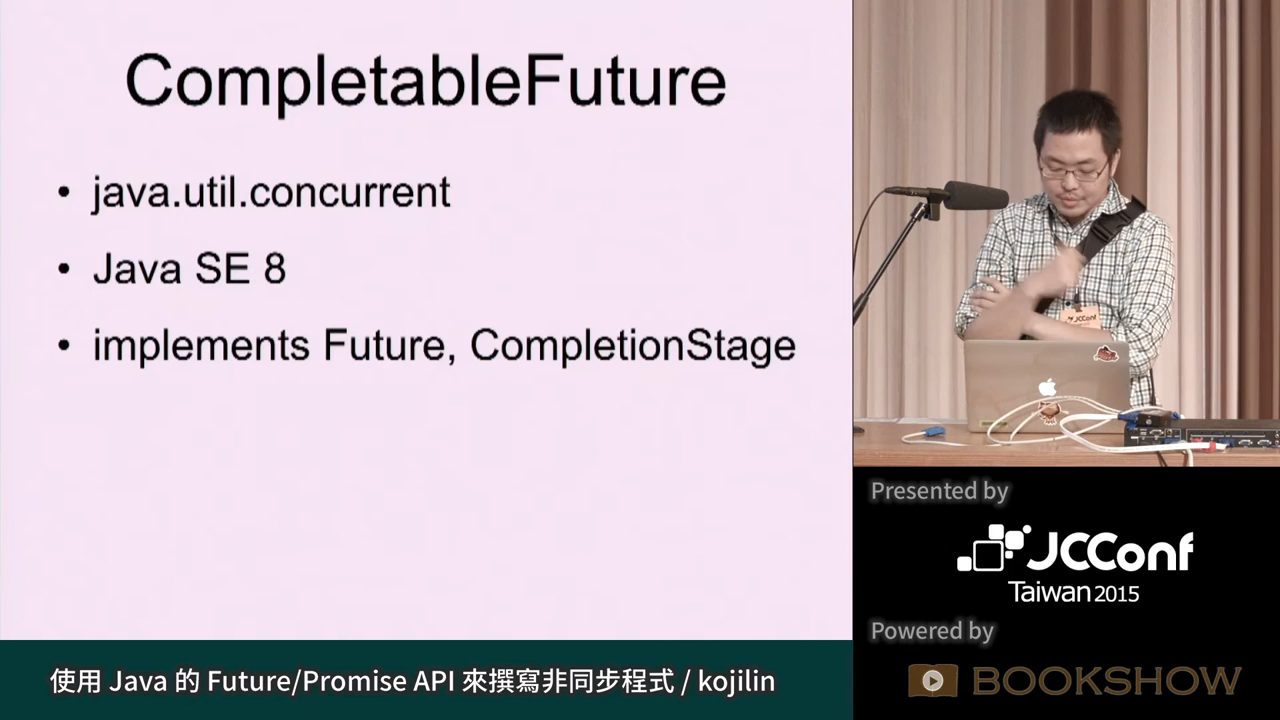 CompletableFuture
• java.util.concurrent
• Java SE 8
• implements Future, CompletionStage
JCConf
Presented by
JCConf
Taiwan 2015
Powered by
BOOKSHOW
使用 Java 的 Future/Promise API 來撰寫非同步程式 / kojilin